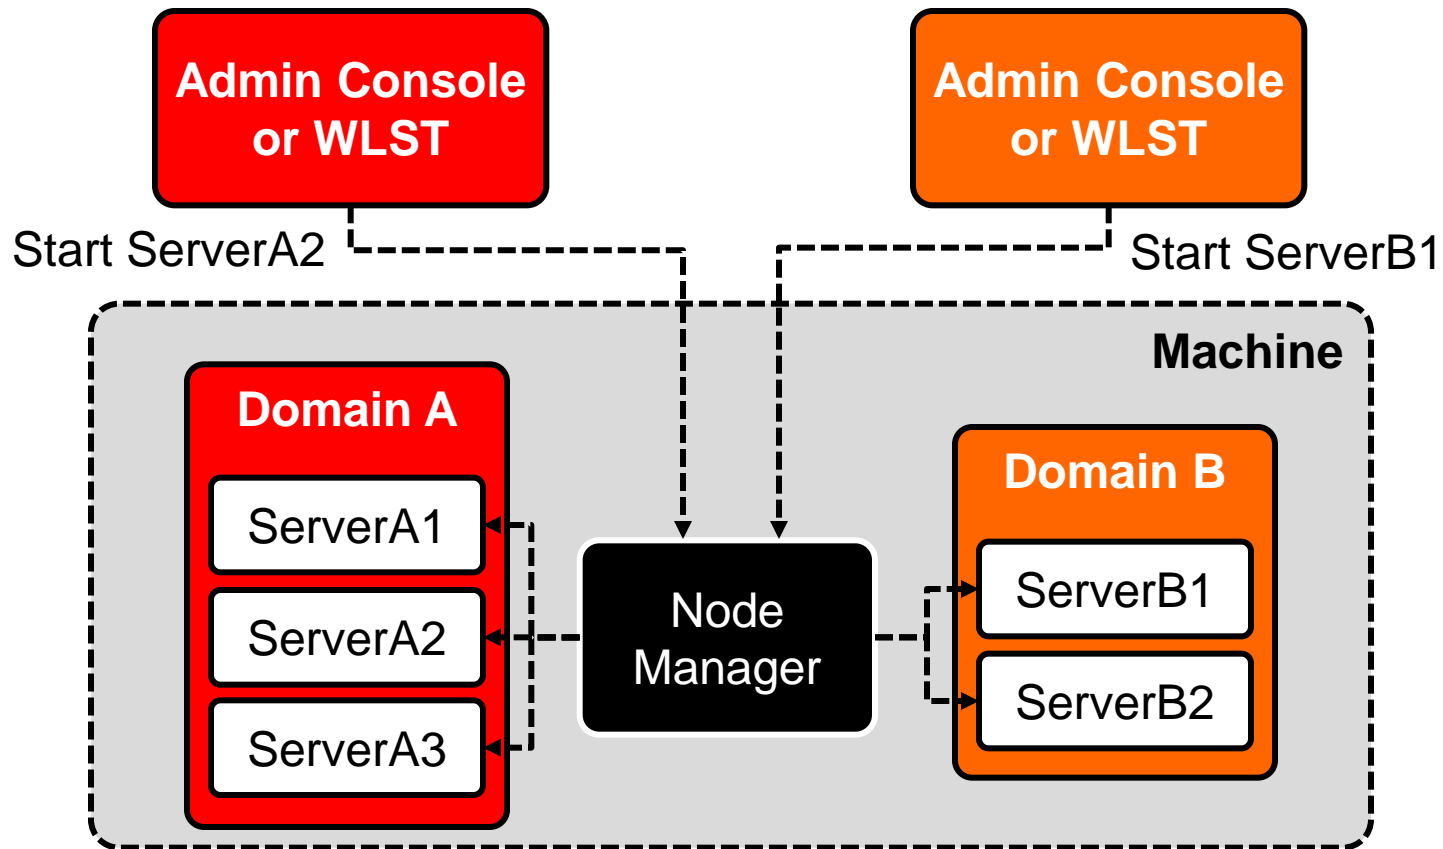 Admin Console
or WLST
Admin Console
or WLST
Start ServerA2
Start ServerB1
Machine
Domain A
ServerA1
ServerA2
ServerA3
Node
Manager
Domain B
ServerB1
ServerB2